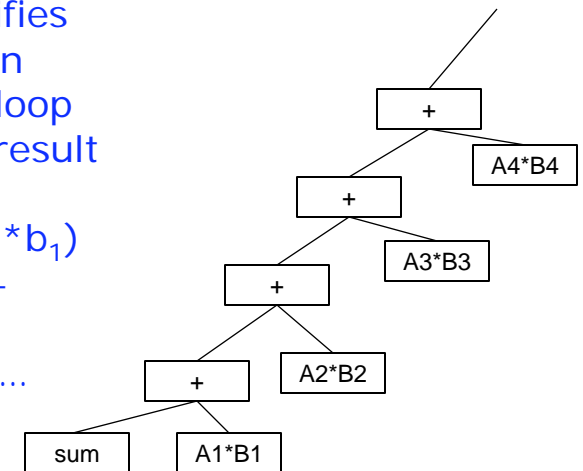 fies
n
loop
result
*b₁)
-
...
+
A4*B4
+
A3*B3
+
A2*B2
+
sum
A1*B1